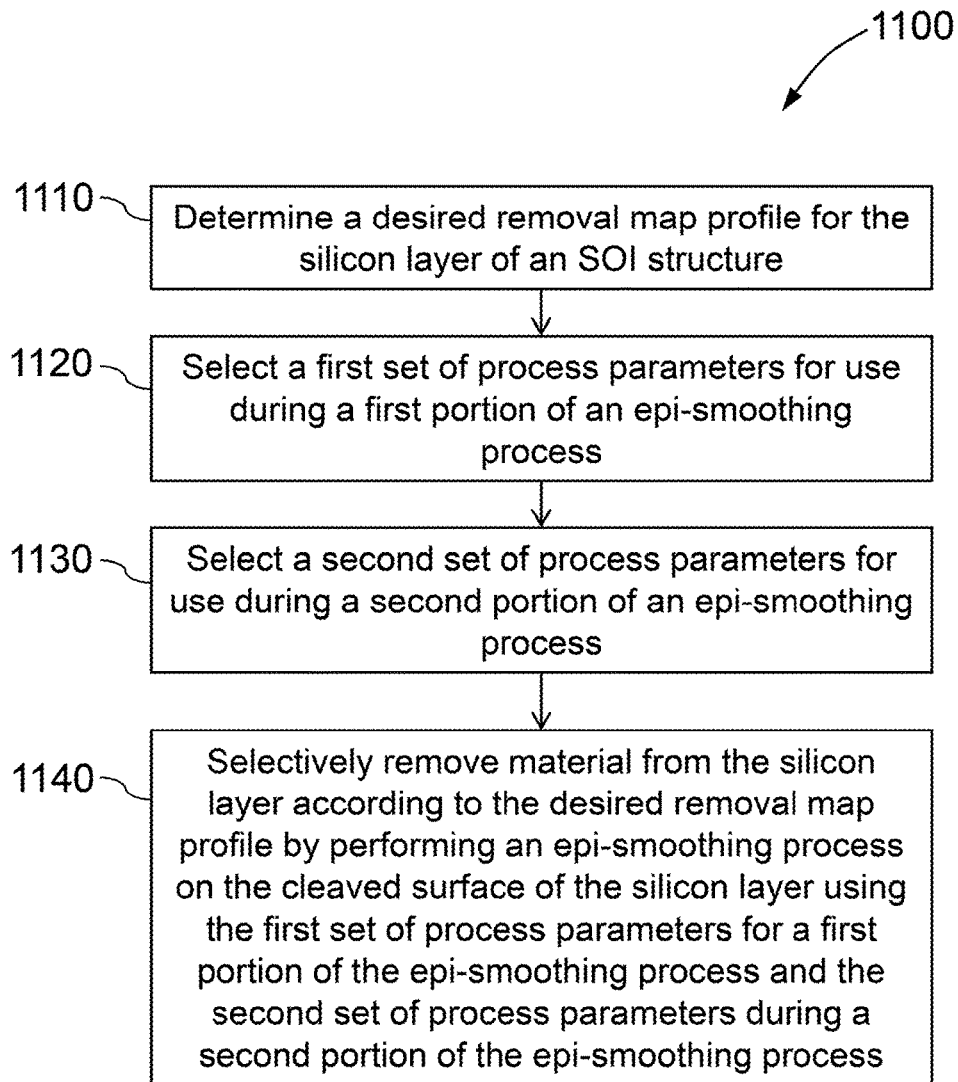 1100
1110
Determine a desired removal map profile for the
silicon layer of an SOI structure
1120
Select a first set of process parameters for use
during a first portion of an epi-smoothing
process
1130
Select a second set of process parameters for
use during a second portion of an epi-smoothing
process
1140
Selectively remove material from the silicon
layer according to the desired removal map
profile by performing an epi-smoothing process
on the cleaved surface of the silicon layer using
the first set of process parameters for a first
portion of the epi-smoothing process and the
second set of process parameters during a
second portion of the epi-smoothing process